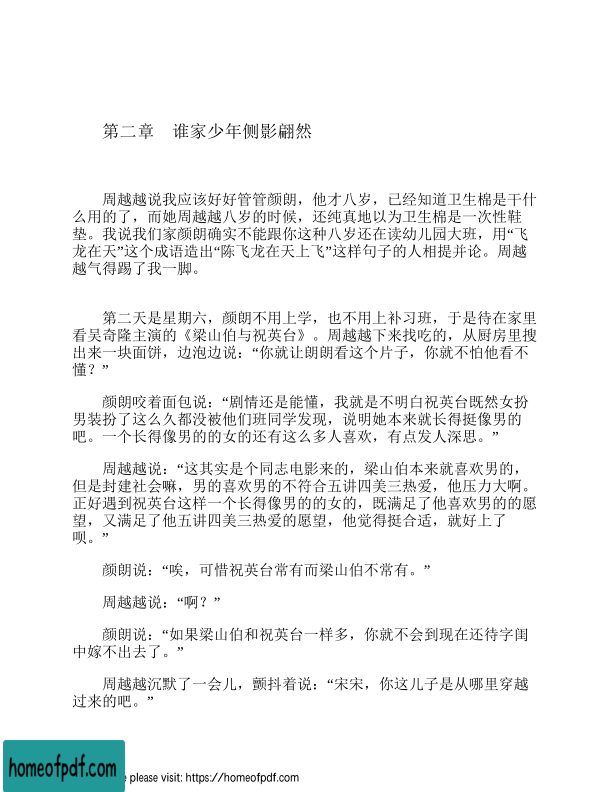 第二章　谁家少年侧影翩然
周越越说我应该好好管管颜朗，他才八岁，已经知道卫生棉是干什
么用的了，而她周越越八岁的时候，还纯真地以为卫生棉是一次性鞋
垫。我说我们家颜朗确实不能跟你这种八岁还在读幼儿园大班，用“飞
龙在天”这个成语造出“陈飞龙在天上飞”这样句子的人相提并论。周越
越气得踢了我一脚。
第二天是星期六，颜朗不用上学，也不用上补习班，于是待在家里
看吴奇隆主演的《梁山伯与祝英台》。周越越下来找吃的，从厨房里搜
出来一块面饼，边泡边说：“你就让朗朗看这个片子，你就不怕他看不
懂？”
颜朗咬着面包说：“剧情还是能懂，我就是不明白祝英台既然女扮
男装扮了这么久都没被他们班同学发现，说明她本来就长得挺像男的
吧。一个长得像男的的女的还有这么多人喜欢，有点发人深思。”
周越越说：“这其实是个同志电影来的，梁山伯本来就喜欢男的，
但是封建社会嘛，男的喜欢男的不符合五讲四美三热爱，他压力大啊。
正好遇到祝英台这样一个长得像男的的女的，既满足了他喜欢男的的愿
望，又满足了他五讲四美三热爱的愿望，他觉得挺合适，就好上了
呗。”
颜朗说：“唉，可惜祝英台常有而梁山伯不常有。”
周越越说：“啊？”
颜朗说：“如果梁山伯和祝英台一样多，你就不会到现在还待字闺
中嫁不出去了。”
周越越沉默了一会儿，颤抖着说：“宋宋，你这儿子是从哪里穿越
过来的吧。”
homeofpdf.com
please visit: https://homeofpdf.com